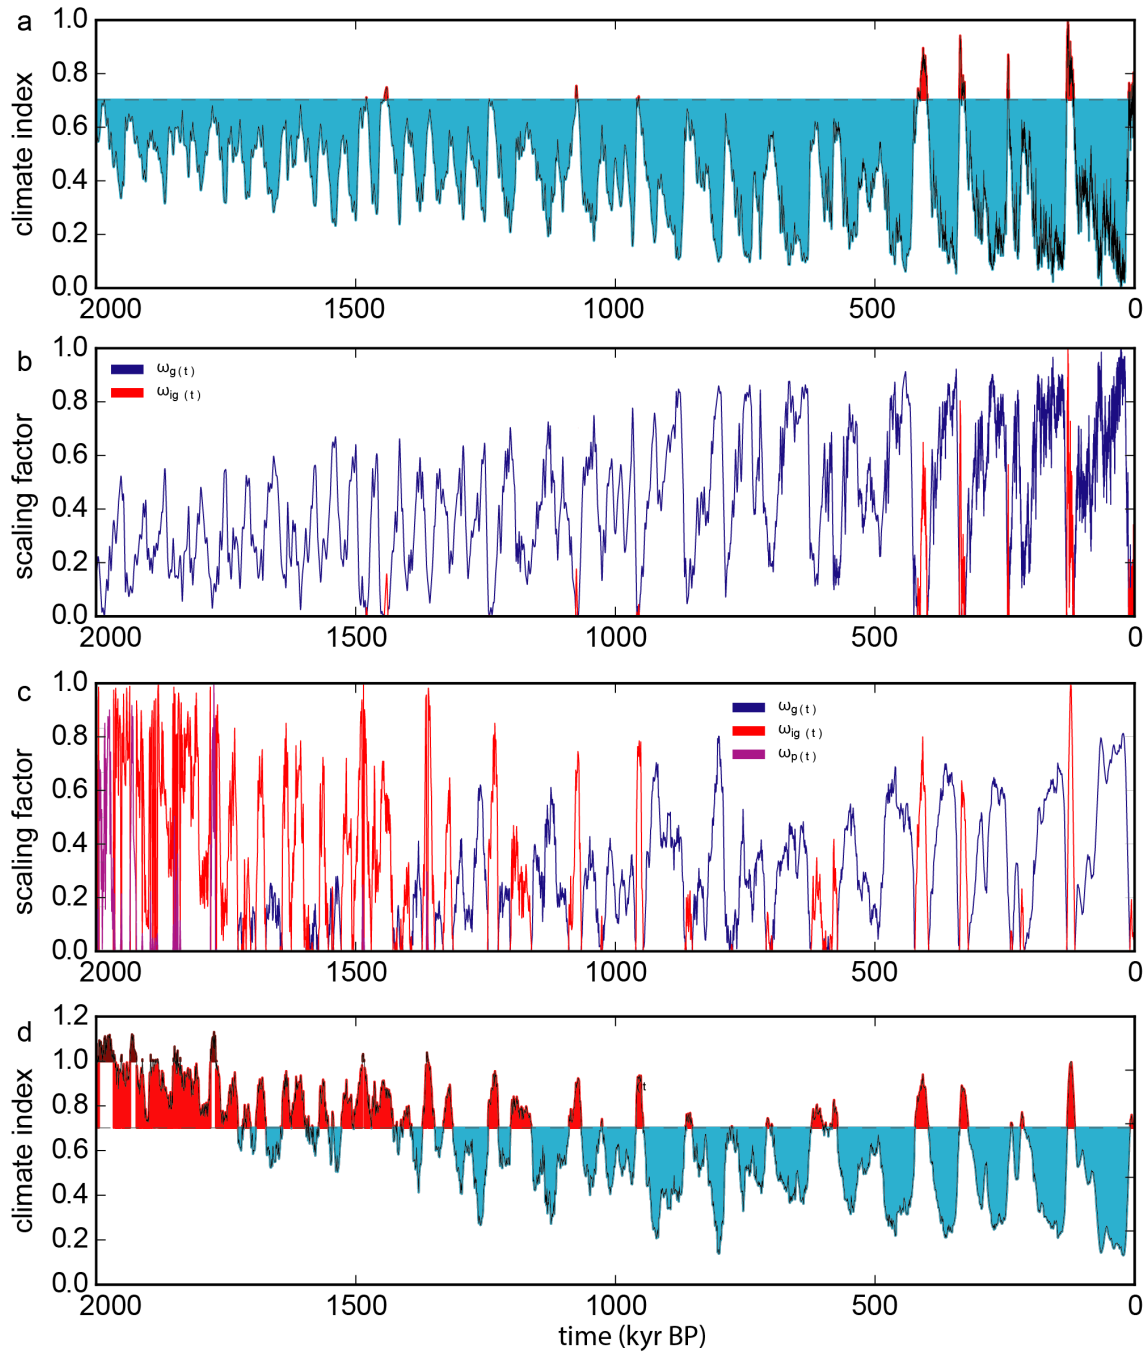 a
climate index
1.0
0.8
0.6
0.4
0.2
0.0
2000 1500 1000 500 0
b
scaling factor
1.0
0.8
0.6
0.4
0.2
0.0
ωg(t)
ωig (t)
2000 1500 1000 500 0
c
scaling factor
1.0
0.8
0.6
0.4
0.2
0.0
ωg(t)
ωig (t)
ωp(t)
2000 1500 1000 500 0
d
climate index
1.2
1.0
0.8
0.6
0.4
0.2
0.0
t
2000 1500 1000 500 0
time (kyr BP)